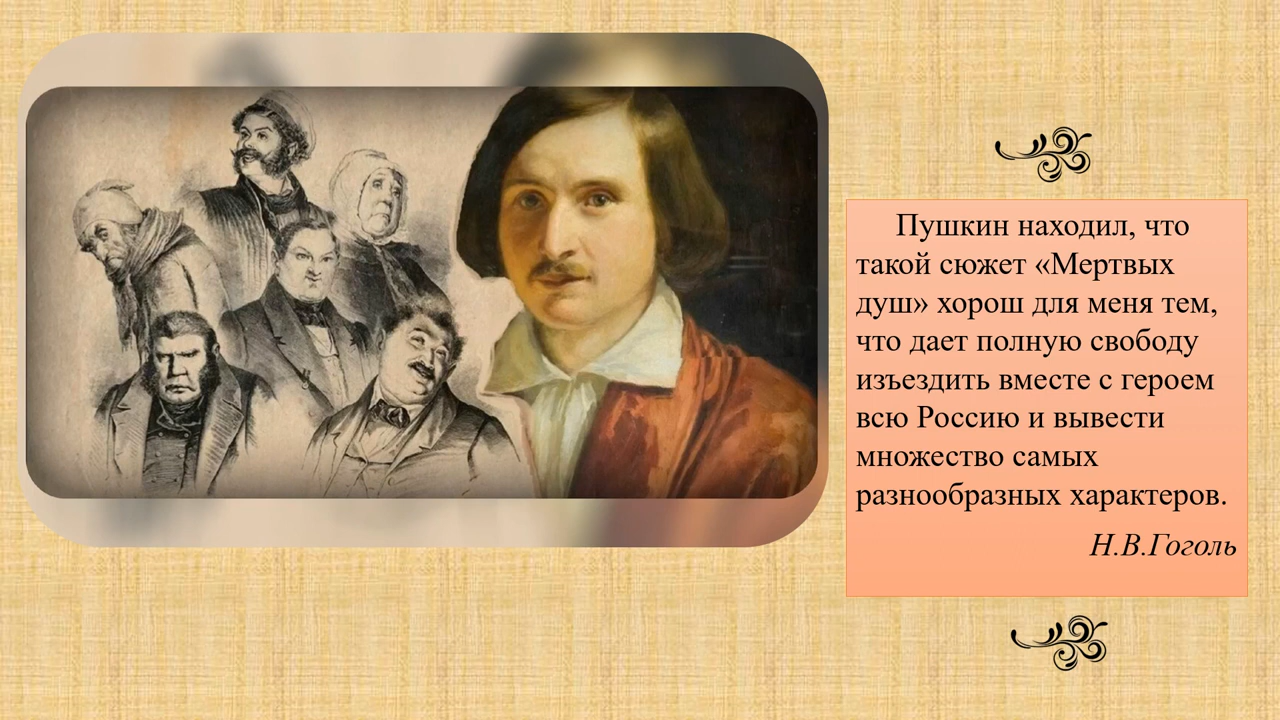 Пушкин находил, что
такой сюжет «Мертвых
душ» хорош для меня тем,
что дает полную свободу
изъездить вместе с героем
всю Россию и вывести
множество самых
разнообразных характеров.
Н.В.Гоголь